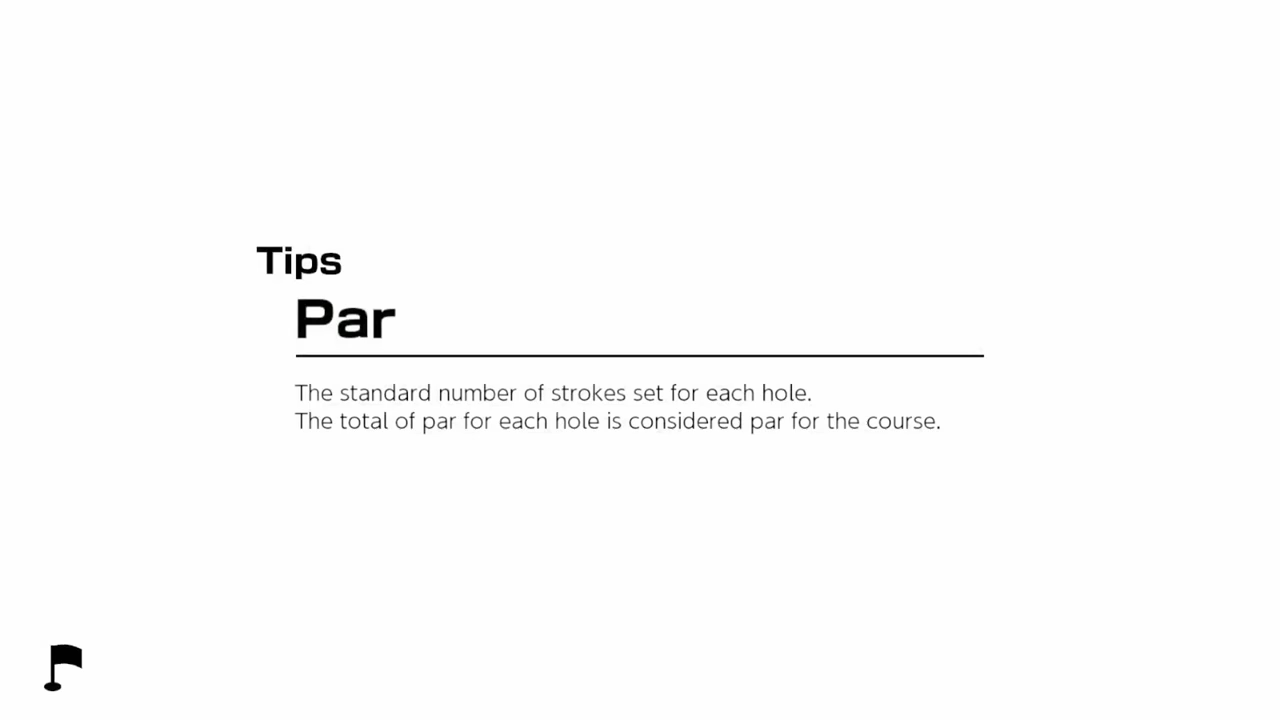 Tips
Par
The standard number of strokes set for each hole.
The total of par for each hole is considered par for the course.